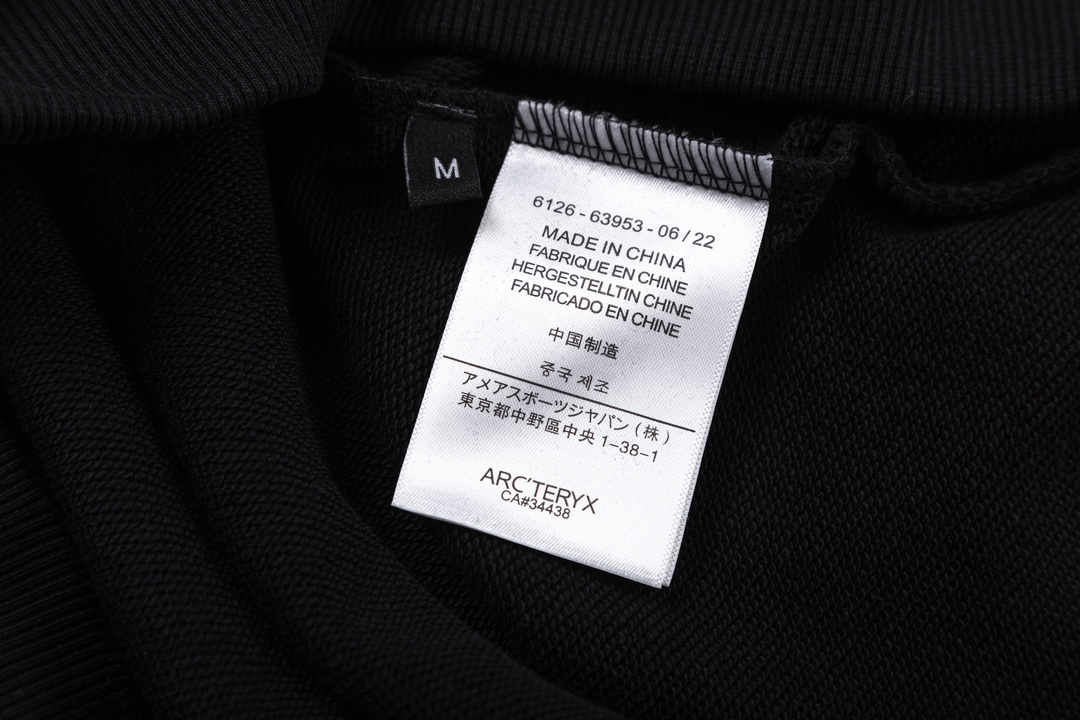 M
6126 - 63953 - 06 / 22
MADE IN CHINA
FABRIQUE EN CHINE
HERGESTELLTIN CHINE
FABRICADO EN CHINE
中国制造
중국 제조
アメアスポーツジャパン ( 株 )
東京都中野區中央 1-38-1
ARC'TERYX
CA#34438